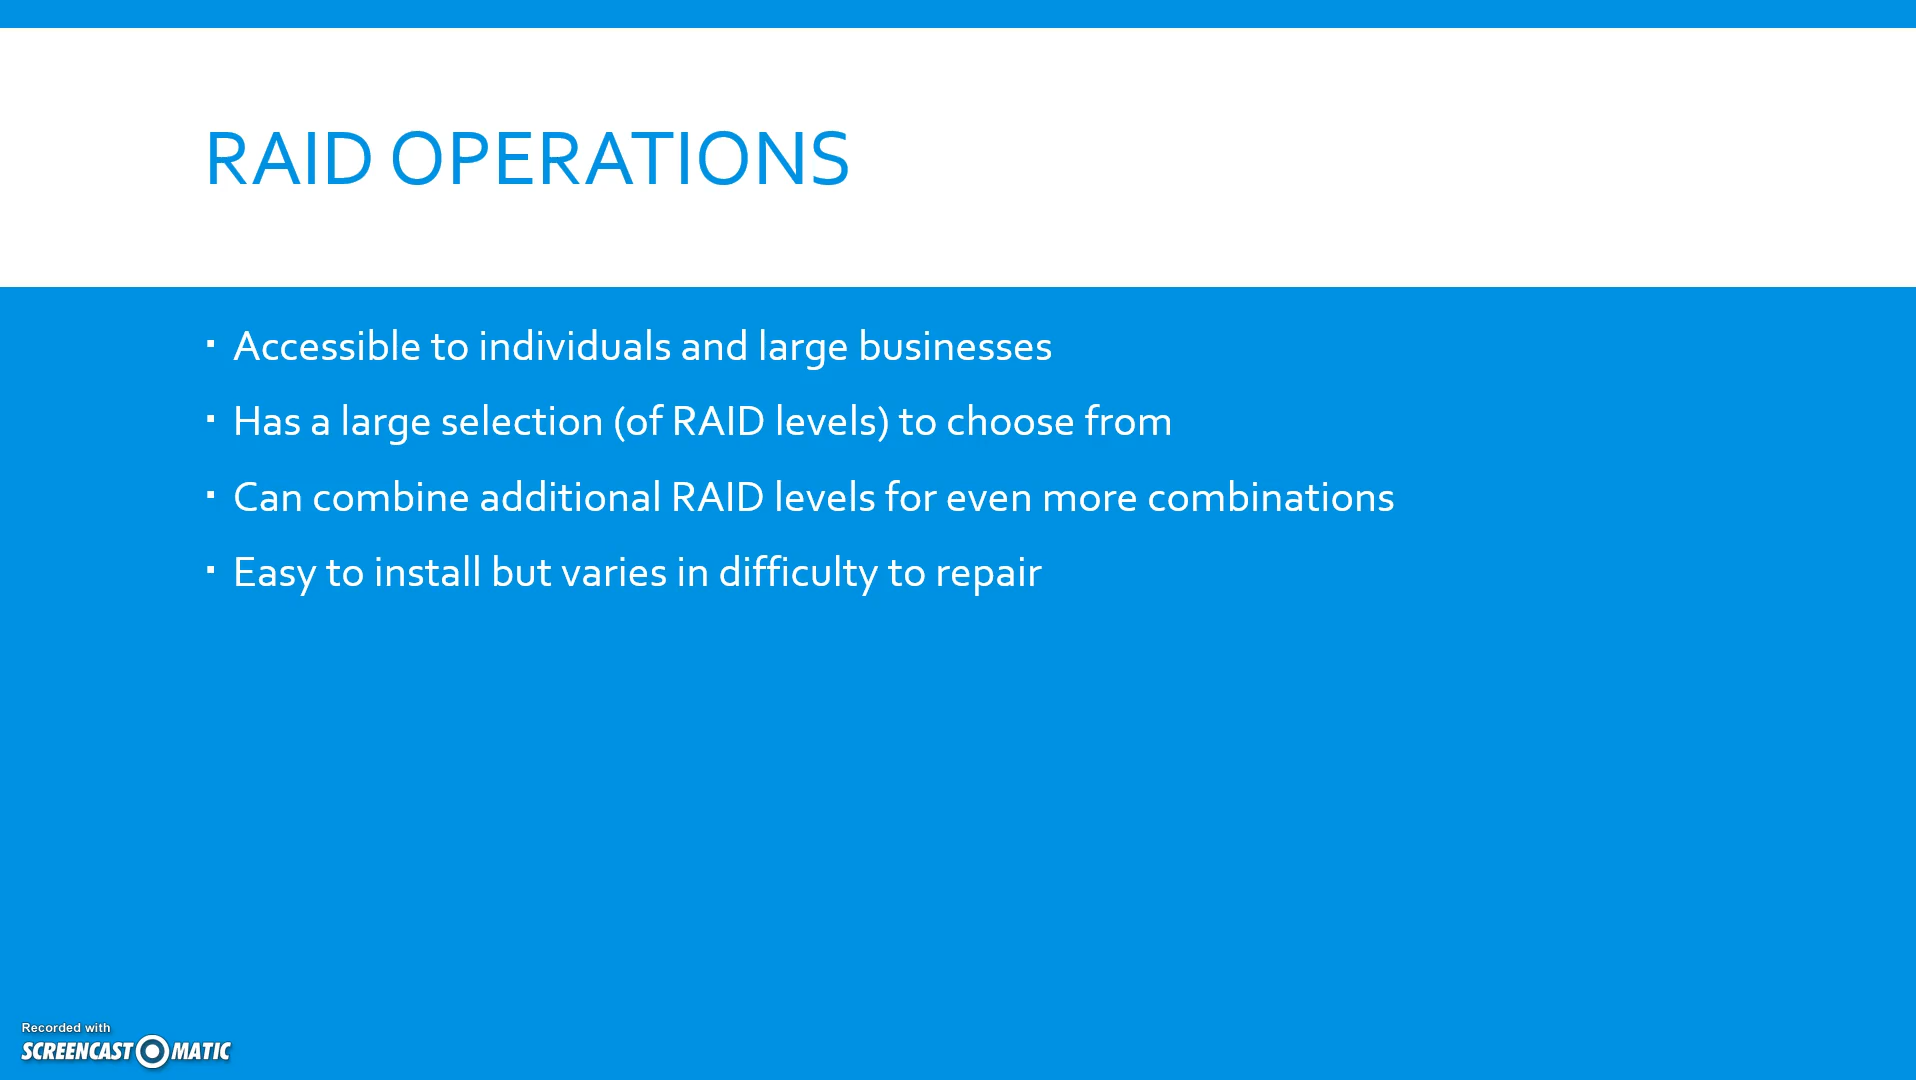 RAID OPERATIONS
▪ Accessible to individuals and large businesses
▪ Has a large selection (of RAID levels) to choose from
▪ Can combine additional RAID levels for even more combinations
▪ Easy to install but varies in difficulty to repair
Recorded with
SCREENCAST MATIC